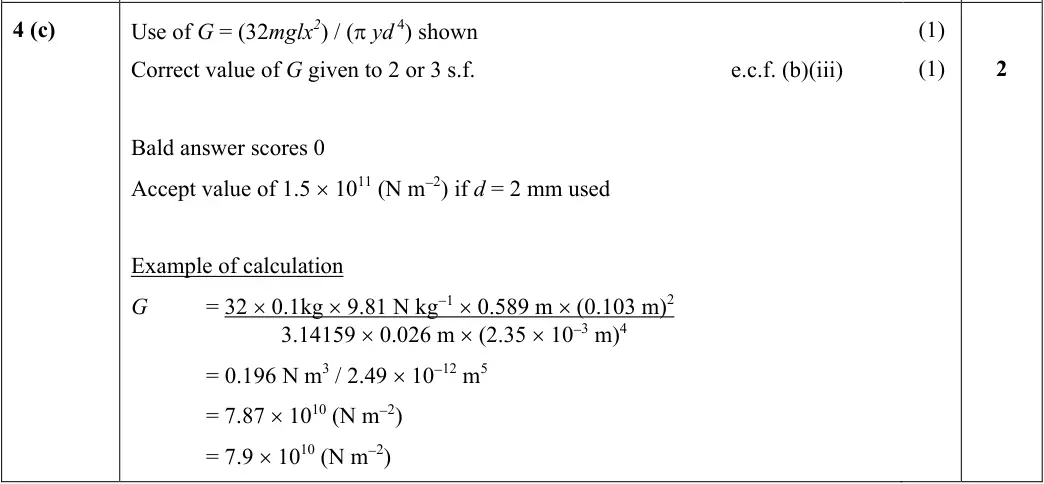 4 (c) Use of G = (32mglx²) / (π yd⁴) shown (1)
Correct value of G given to 2 or 3 s.f. e.c.f. (b)(iii) (1) 2
Bald answer scores 0
Accept value of 1.5 × 10¹¹ (N m⁻²) if d = 2 mm used
Example of calculation
G = 32 × 0.1kg × 9.81 N kg⁻¹ × 0.589 m × (0.103 m)²
3.14159 × 0.026 m × (2.35 × 10⁻³ m)⁴
= 0.196 N m³ / 2.49 × 10⁻¹² m⁵
= 7.87 × 10¹⁰ (N m⁻²)
= 7.9 × 10¹⁰ (N m⁻²)